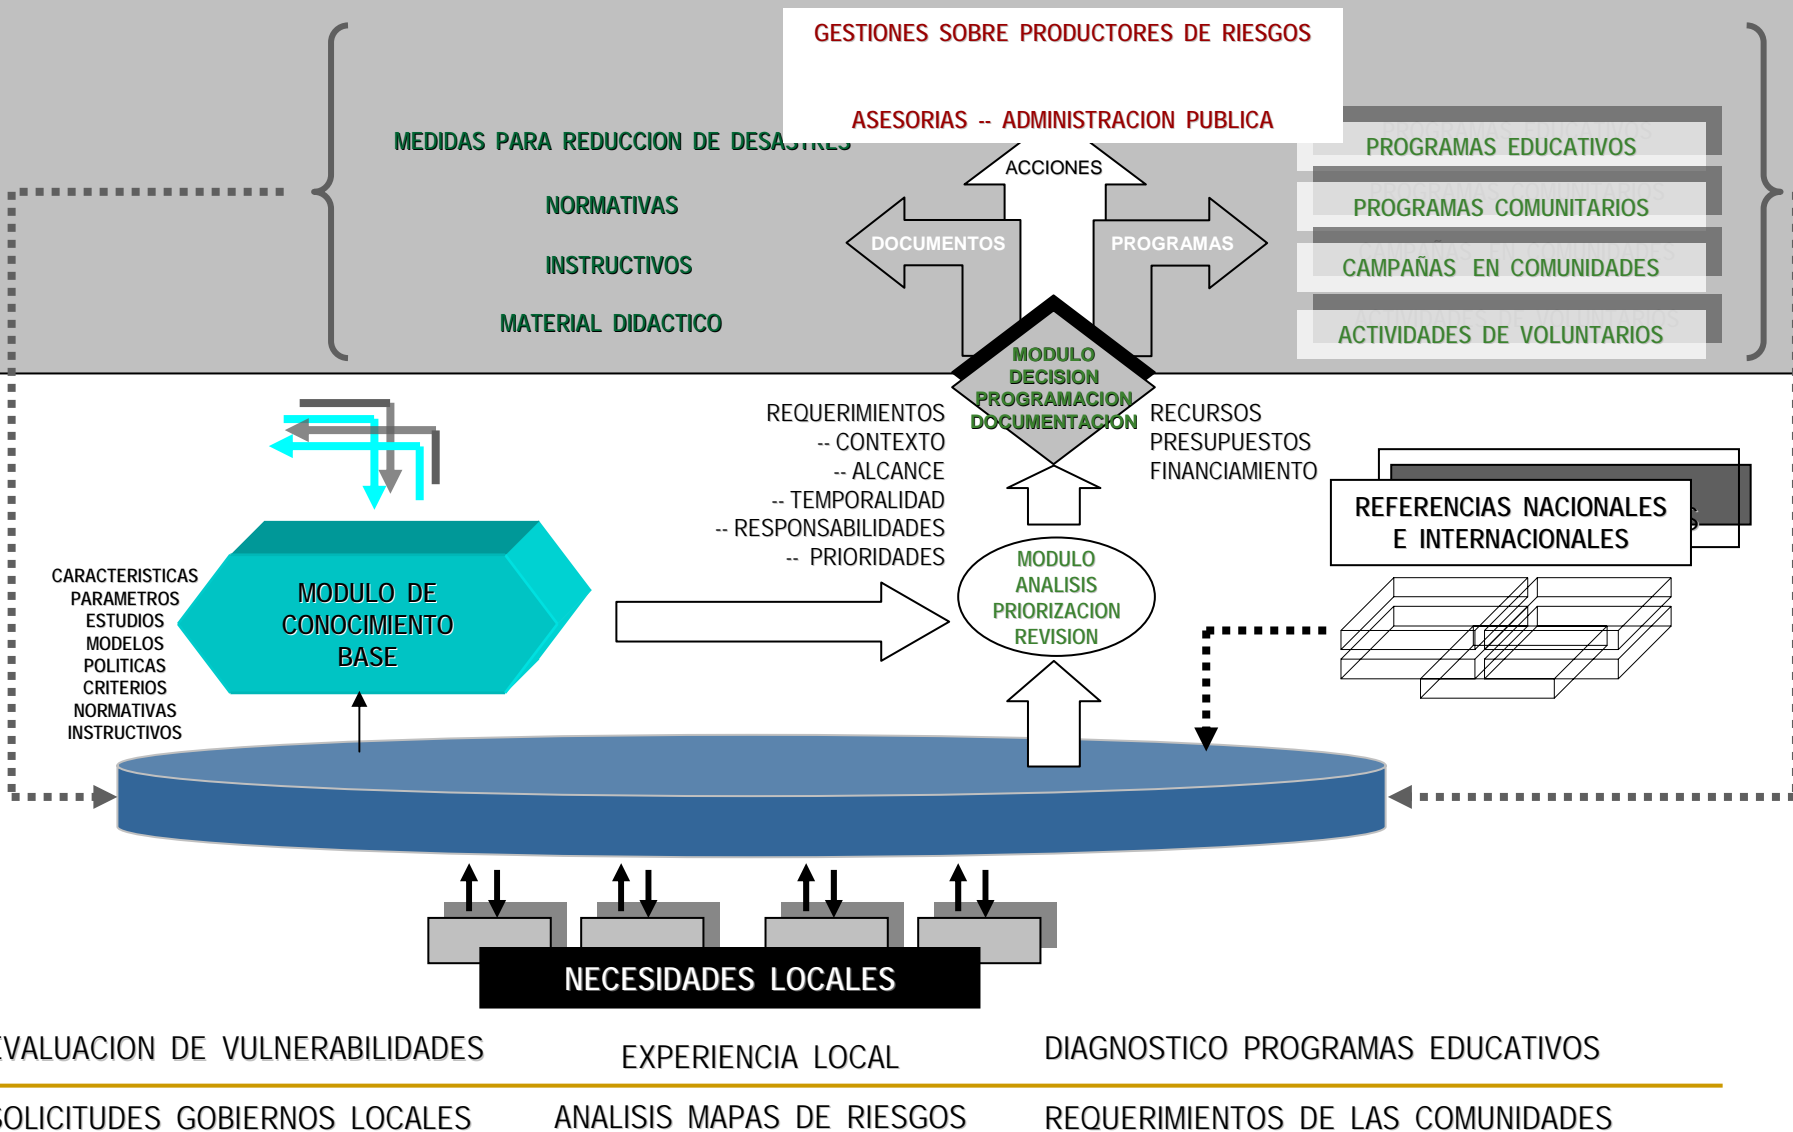 GESTIONES SOBRE PRODUCTORES DE RIESGOS
ASESORIAS -- ADMINISTRACION PUBLICA
MEDIDAS PARA REDUCCION DE DESASTRES
NORMATIVAS
INSTRUCTIVOS
MATERIAL DIDACTICO
ACCIONES
DOCUMENTOS
PROGRAMAS
PROGRAMAS EDUCATIVOS
PROGRAMAS COMUNITARIOS
CAMPAÑAS EN COMUNIDADES
ACTIVIDADES DE VOLUNTARIOS
MODULO
DECISION
PROGRAMACION
DOCUMENTACION
REQUERIMIENTOS
-- CONTEXTO
-- ALCANCE
-- TEMPORALIDAD
-- RESPONSABILIDADES
-- PRIORIDADES
RECURSOS
PRESUPUESTOS
FINANCIAMIENTO
REFERENCIAS NACIONALES
E INTERNACIONALES
MODULO
ANALISIS
PRIORIZACION
REVISION
CARACTERISTICAS
PARAMETROS
ESTUDIOS
MODELOS
POLITICAS
CRITERIOS
NORMATIVAS
INSTRUCTIVOS
MODULO DE
CONOCIMIENTO
BASE
NECESIDADES LOCALES
EVALUACION DE VULNERABILIDADES
EXPERIENCIA LOCAL
DIAGNOSTICO PROGRAMAS EDUCATIVOS
SOLICITUDES GOBIERNOS LOCALES
ANALISIS MAPAS DE RIESGOS
REQUERIMIENTOS DE LAS COMUNIDADES